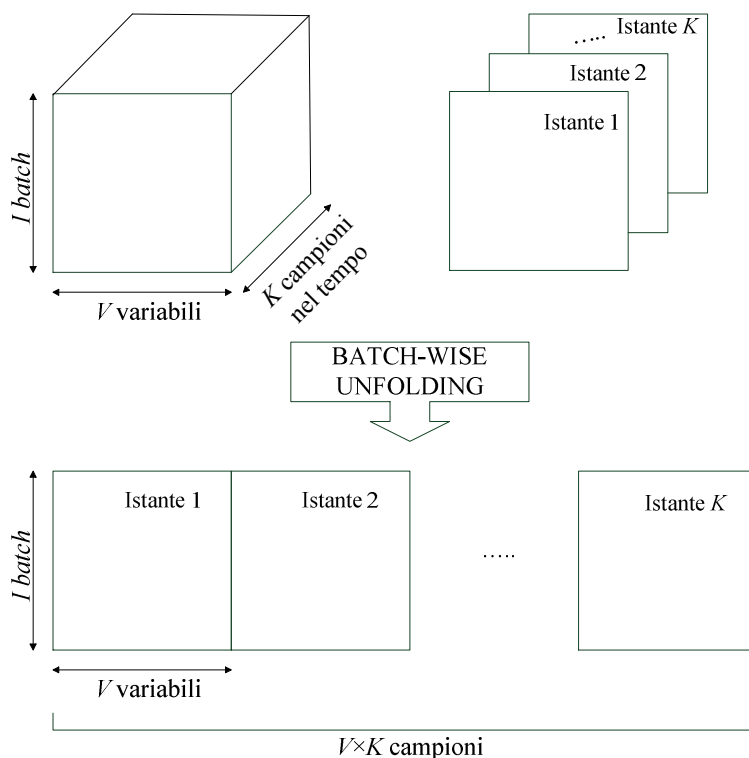 Istante K
.....
Istante 2
Istante 1
I batch
K campioni
nel tempo
V variabili
BATCH-WISE
UNFOLDING
Istante 1
Istante 2
Istante K
.....
I batch
V variabili
V×K campioni